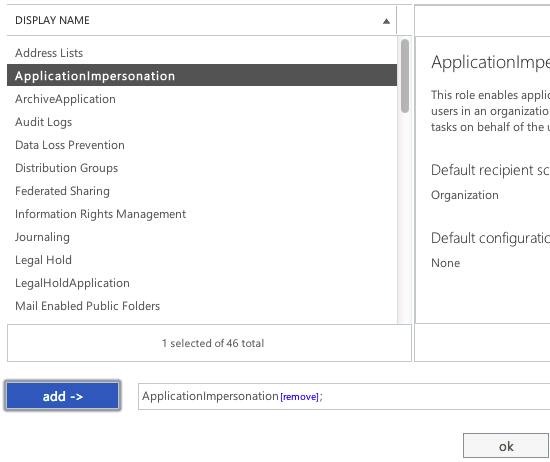 DISPLAY NAME
Address Lists
ApplicationImpersonation
ArchiveApplication
Audit Logs
Data Loss Prevention
Distribution Groups
Federated Sharing
Information Rights Management
Journaling
Legal Hold
LegalHoldApplication
Mail Enabled Public Folders
1 selected of 46 total
ApplicationImpe
This role enables applic
users in an organizatio
tasks on behalf of the u
Default recipient sc
Organization
Default configuratio
None
add ->
ApplicationImpersonation[remove];
ok